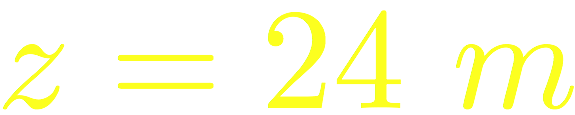 z = 24 m